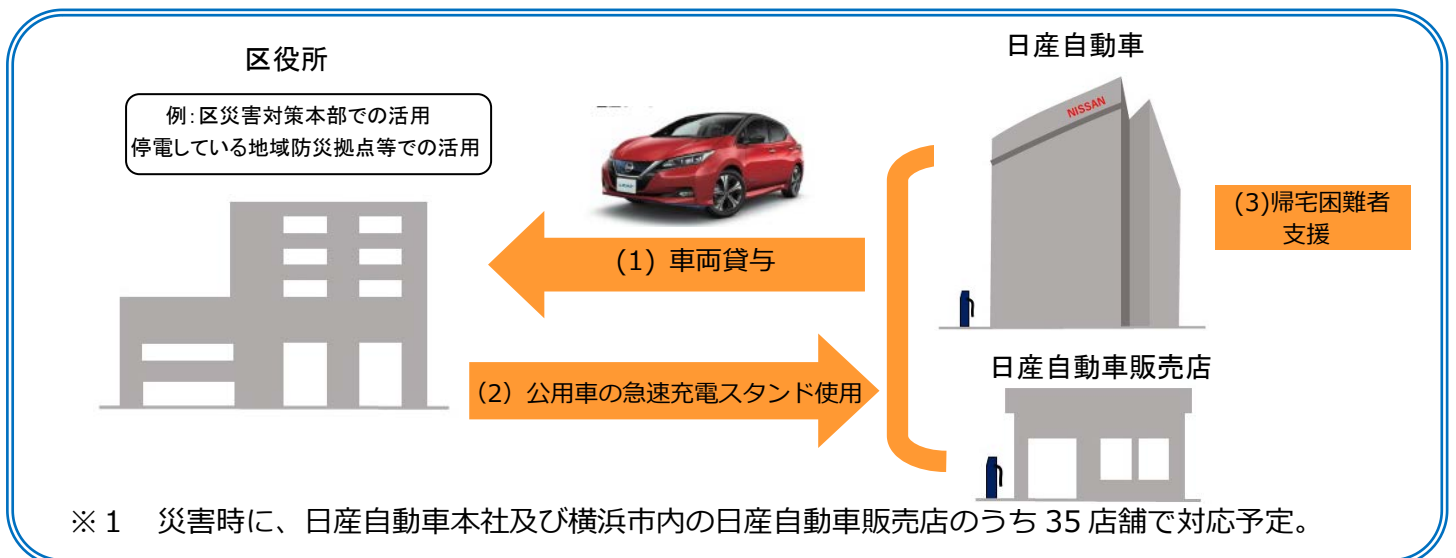 区役所
例：区災害対策本部での活用
停電している地域防災拠点等での活用
日産自動車
NISSAN
(1) 車両貸与
(3)帰宅困難者
支援
(2) 公用車の急速充電スタンド使用
日産自動車販売店
※１　災害時に、日産自動車本社及び横浜市内の日産自動車販売店のうち 35 店舗で対応予定。